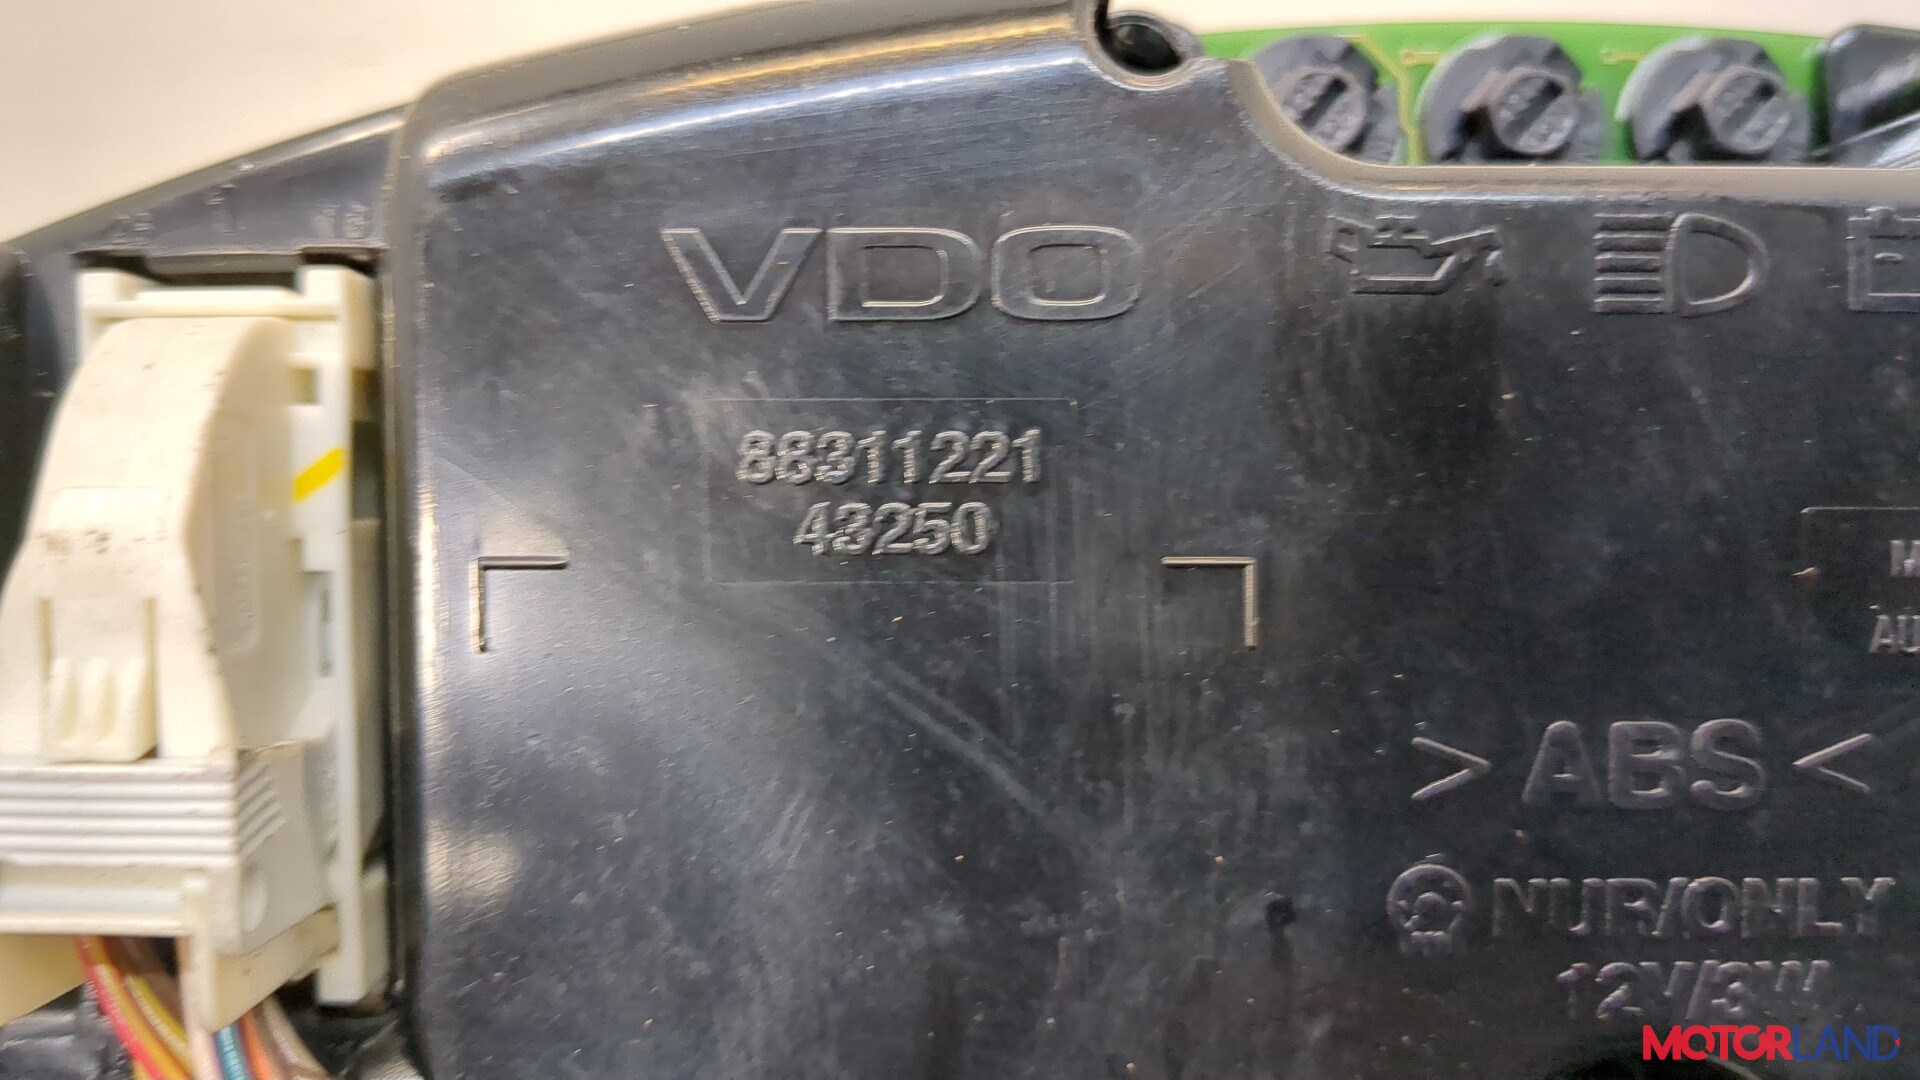 VDO
88311221
43250
> ABS <
NUR/ONLY
12V/3W
MOTORLAND